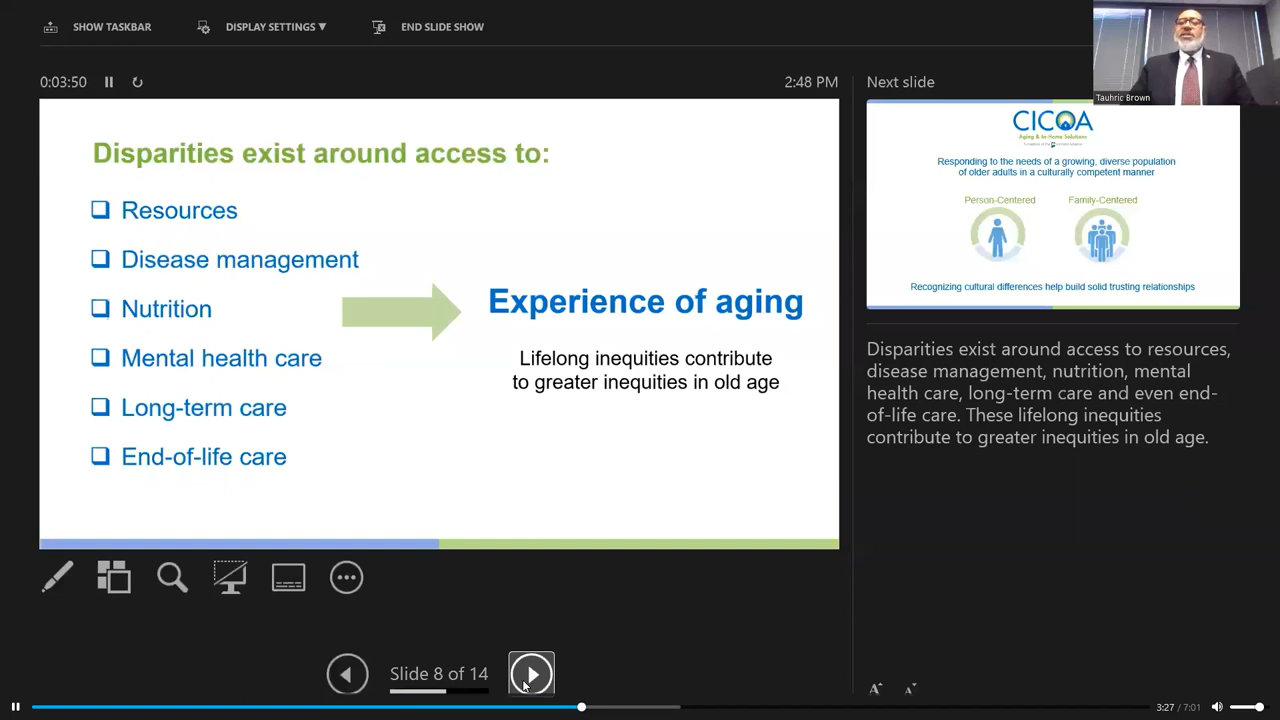 SHOW TASKBAR
DISPLAY SETTINGS ▼
END SLIDE SHOW
0:03:50
2:48 PM
Disparities exist around access to:
❑ Resources
❑ Disease management
❑ Nutrition
❑ Mental health care
❑ Long-term care
❑ End-of-life care
Experience of aging
Lifelong inequities contribute
to greater inequities in old age
Slide 8 of 14
Tauhric Brown
Next slide
CICOA
Aging & In-Home Solutions
Responding to the needs of a growing, diverse population
of older adults in a culturally competent manner
Person-Centered
Family-Centered
Recognizing cultural differences help build solid trusting relationships
Disparities exist around access to resources,
disease management, nutrition, mental
health care, long-term care and even end-
of-life care. These lifelong inequities
contribute to greater inequities in old age.
A A
3:27 / 7:01